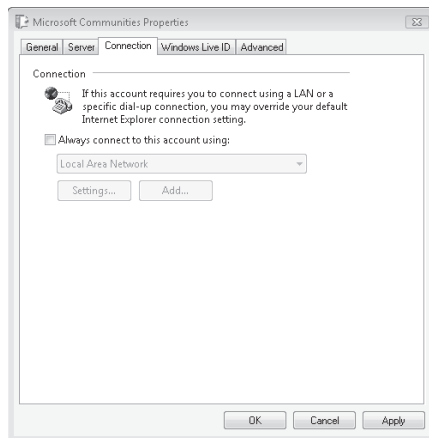 Microsoft Communities Properties
General Server Connection Windows Live ID Advanced
Connection
If this account requires you to connect using a LAN or a
specific dial-up connection, you may override your default
Internet Explorer connection setting.
Always connect to this account using:
Local Area Network
Settings... Add...
OK Cancel Apply